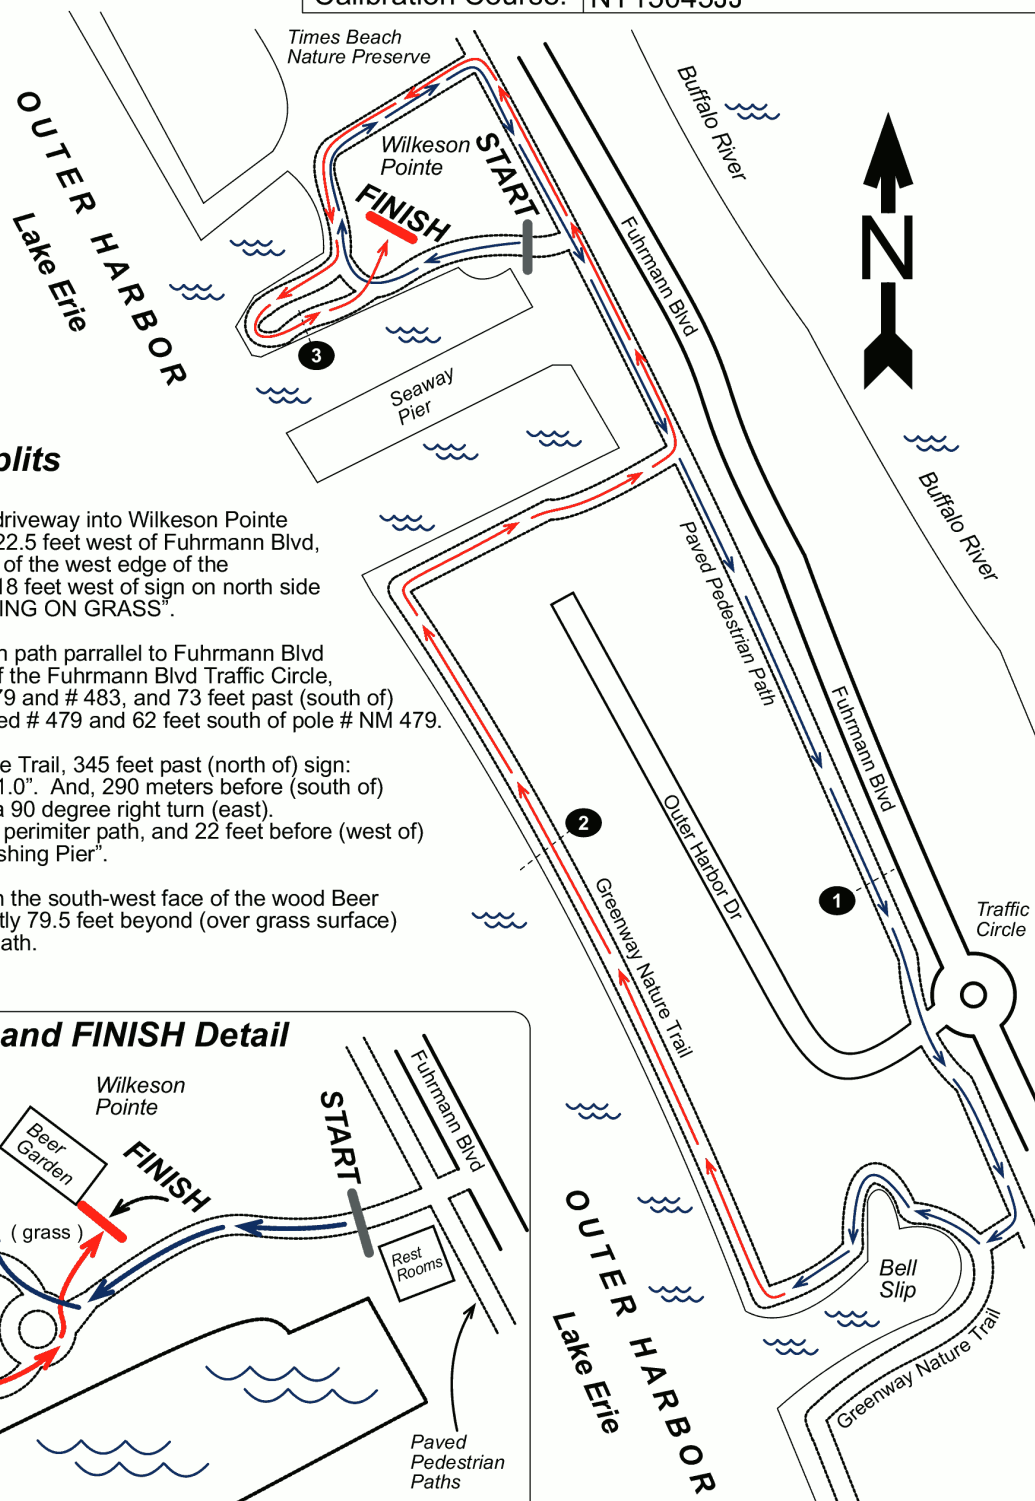 Calibration Course:
NY15045JJ
Times Beach
Nature Preserve
OUTER HARBOR
Lake Erie
Buffalo River
Wilkeson
Pointe
START
FINISH
N
Fuhrmann Blvd
3
Seaway
Pier
plits
driveway into Wilkeson Pointe
22.5 feet west of Fuhrmann Blvd,
of the west edge of the
18 feet west of sign on north side
ING ON GRASS”.
path parrallel to Fuhrmann Blvd
f the Fuhrmann Blvd Traffic Circle,
79 and # 483, and 73 feet past (south of)
ed # 479 and 62 feet south of pole # NM 479.
e Trail, 345 feet past (north of) sign:
1.0”. And, 290 meters before (south of)
a 90 degree right turn (east).
perimiter path, and 22 feet before (west of)
shing Pier”.
n the south-west face of the wood Beer
tly 79.5 feet beyond (over grass surface)
ath.
Buffalo River
Paved Pedestrian Path
Fuhrmann Blvd
Outer Harbor Dr
2
1
Greenway Nature Trail
Traffic
Circle
and FINISH Detail
Wilkeson
Pointe
Beer
Garden
FINISH
START
Fuhrmann Blvd
( grass )
Rest
Rooms
Paved
Pedestrian
Paths
OUTER HARBOR
Lake Erie
Bell
Slip
Greenway Nature Trail